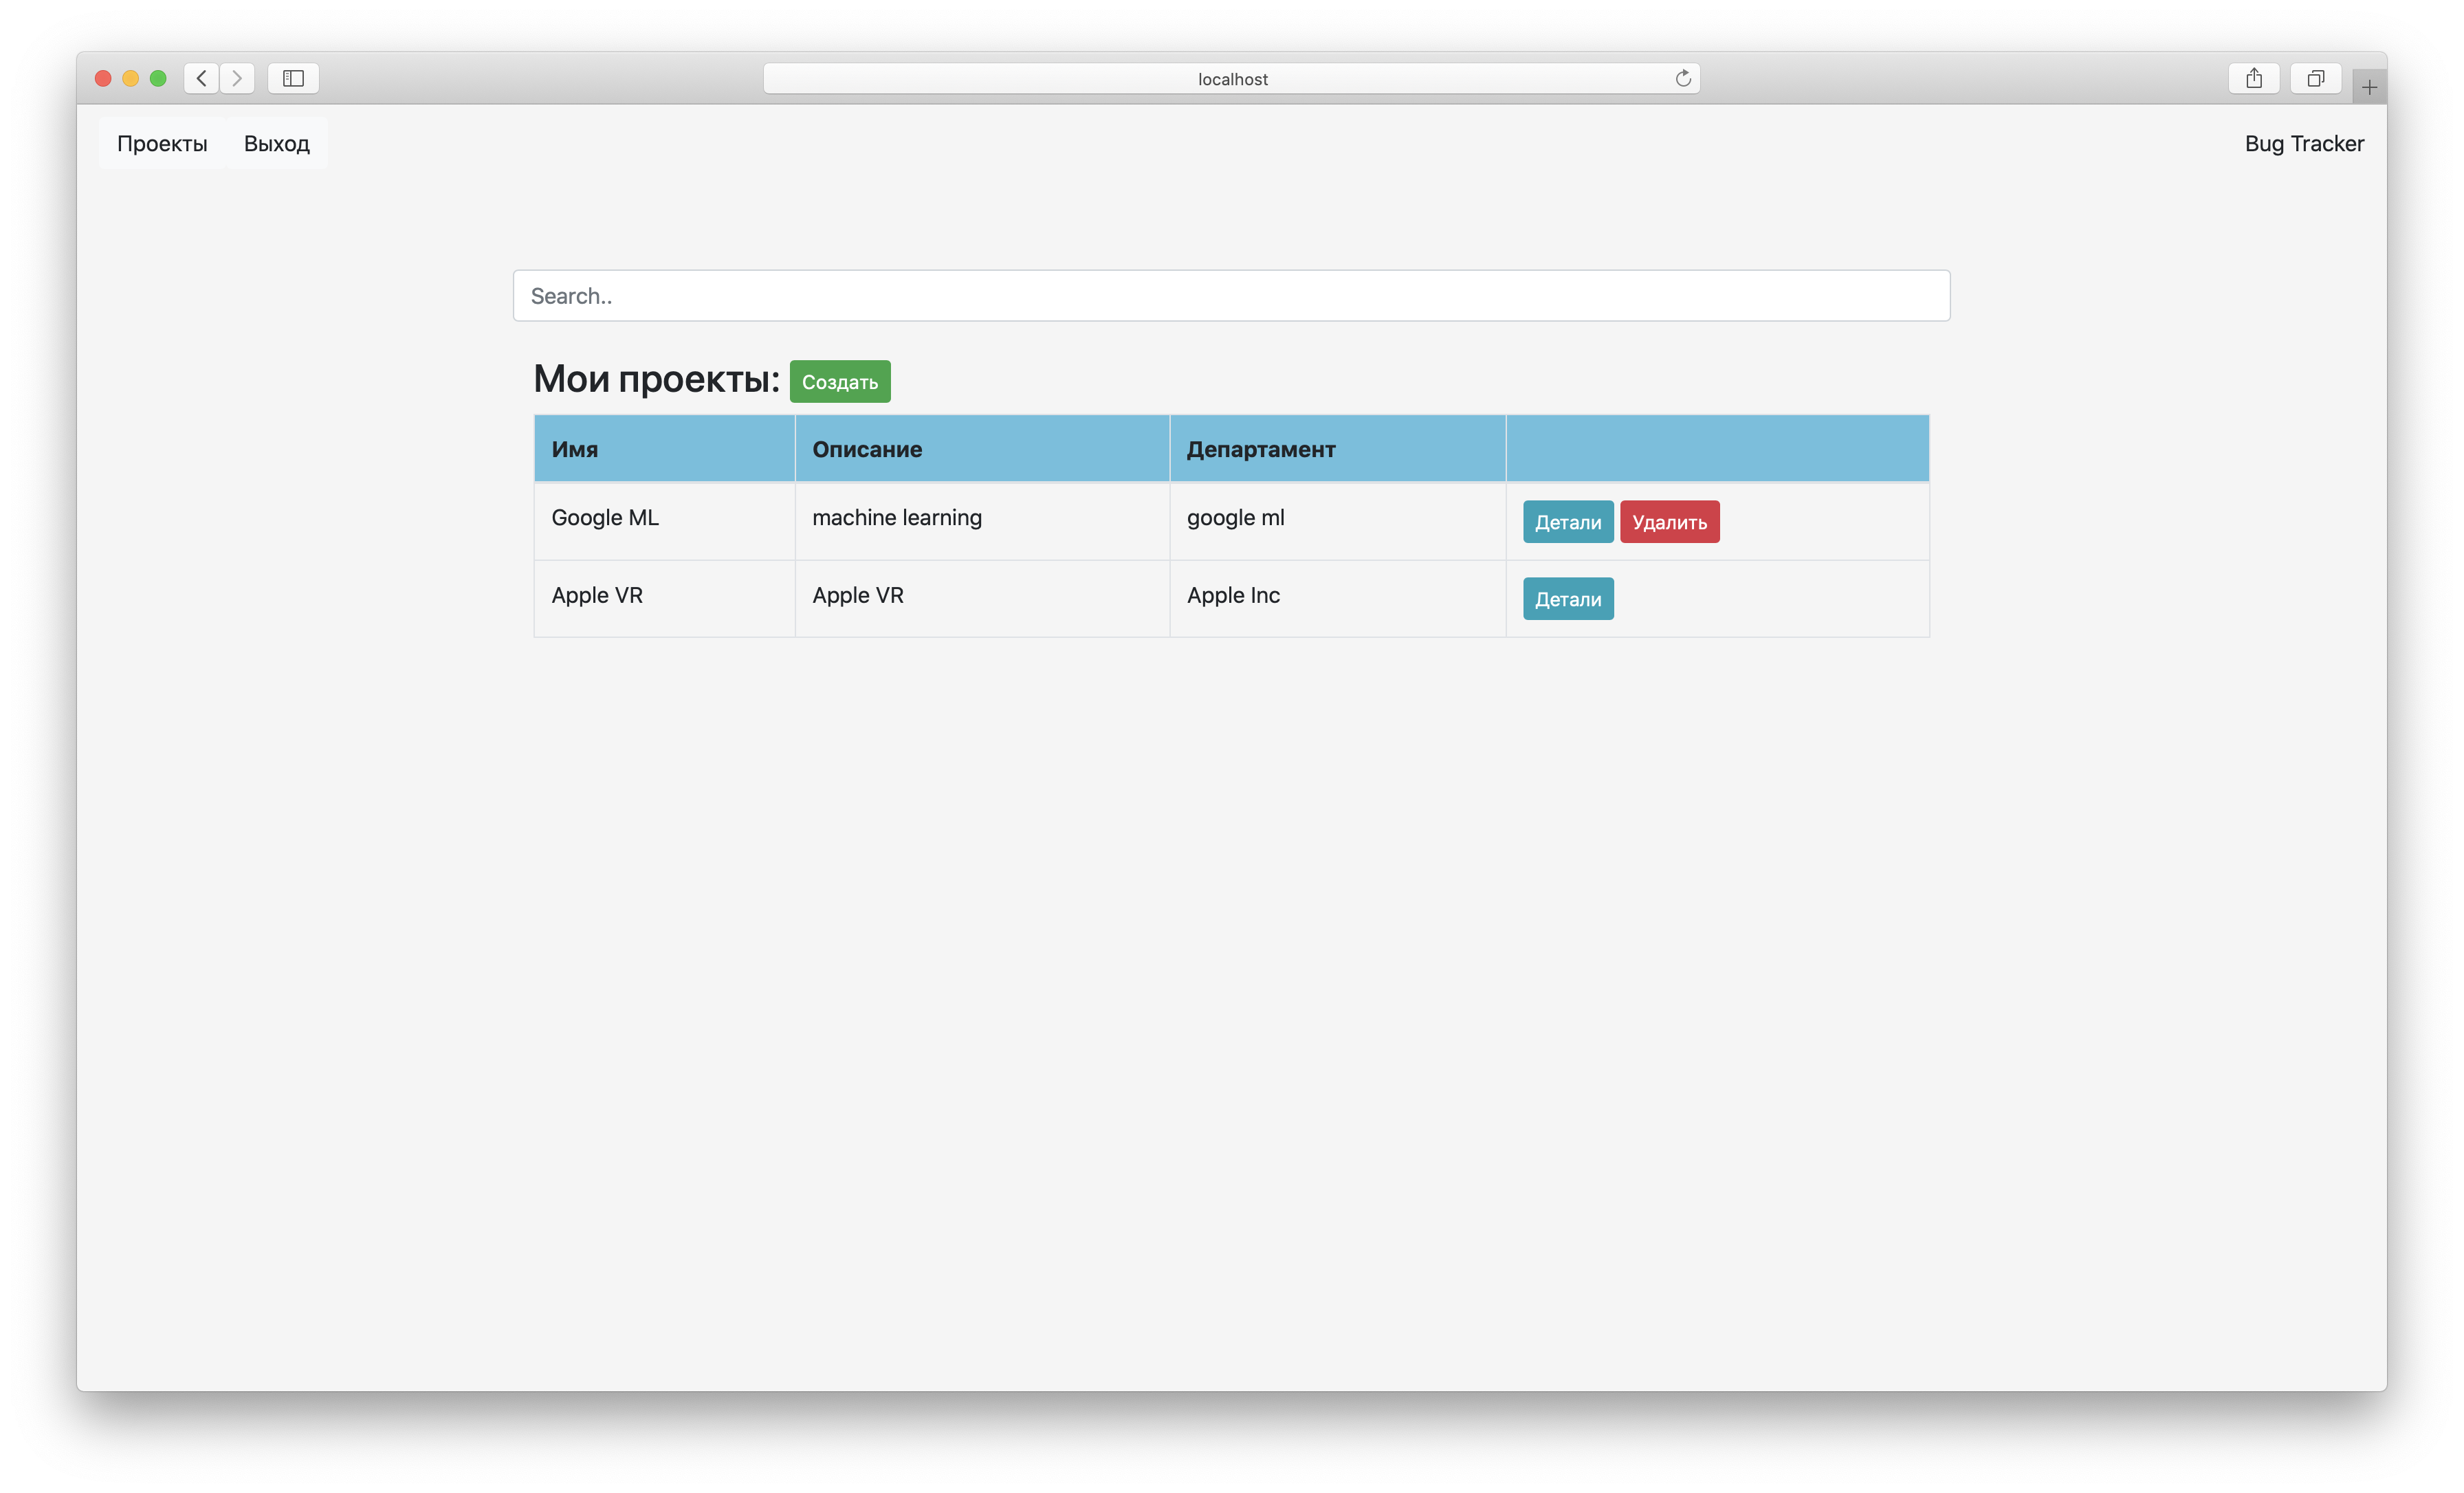 localhost
Проекты Выход Bug Tracker
Search..
Мои проекты: Создать
Имя Описание Департамент
Google ML machine learning google ml Детали Удалить
Apple VR Apple VR Apple Inc Детали